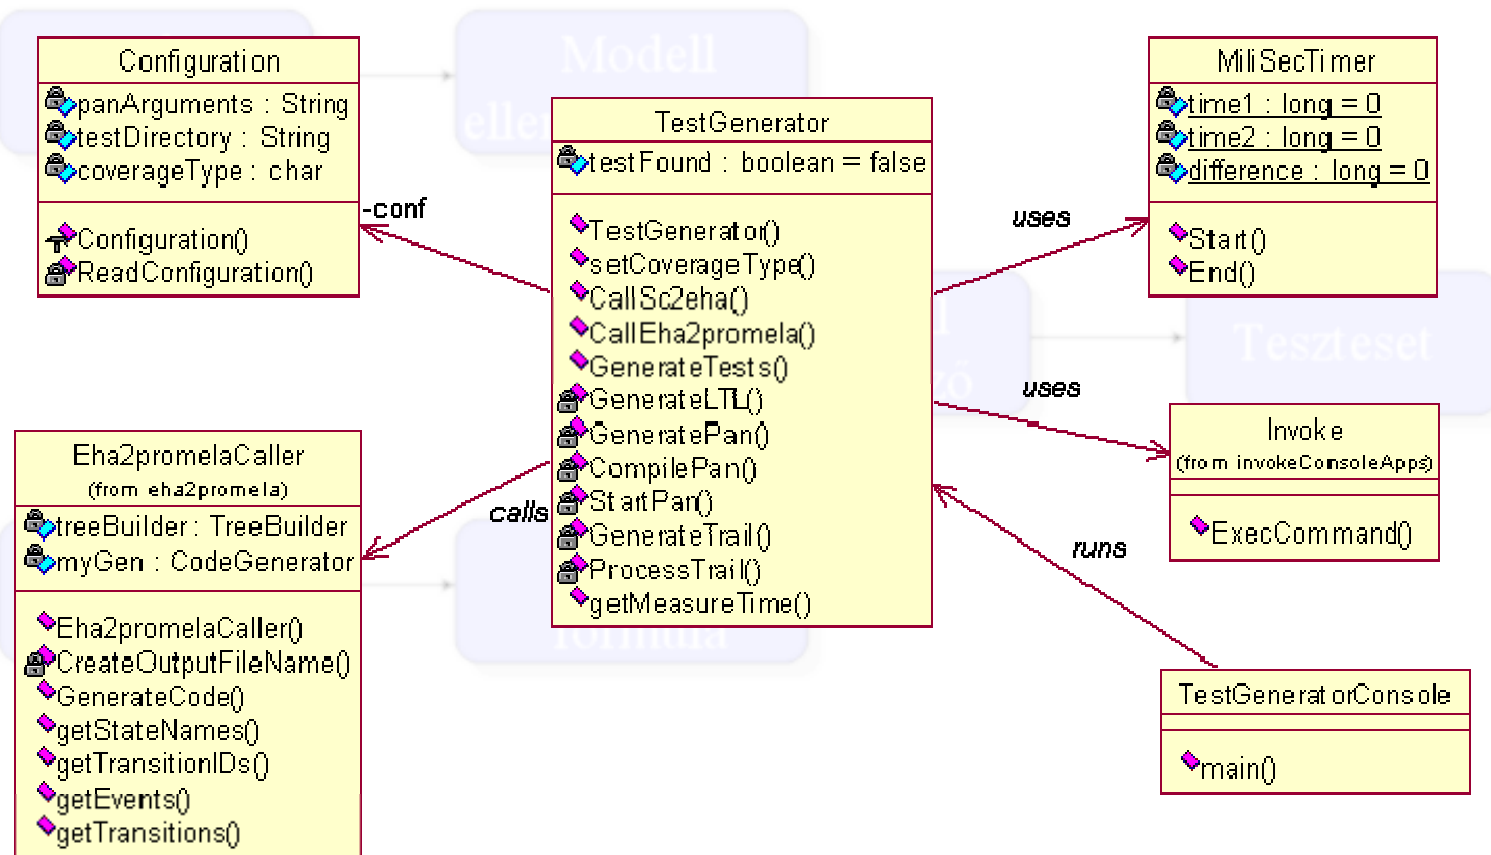 Configuration
panArguments : String
testDirectory : String
coverageType : char
Configuration()
ReadConfiguration()
-conf
Modell
TestGenerator
testFound : boolean = false
TestGenerator()
setCoverageType()
CallSc2eha()
CallEha2promela()
GenerateTests()
GenerateLTL()
GeneratePan()
CompilePan()
StartPan()
GenerateTrail()
ProcessTrail()
getMeasureTime()
formula
uses
MiliSecTimer
time1 : long = 0
time2 : long = 0
difference : long = 0
Start()
End()
Teszteset
uses
Invoke
(from invokeConsoleApps)
ExecCommand()
runs
TestGeneratorConsole
main()
calls
Eha2promelaCaller
(from eha2promela)
treeBuilder : TreeBuilder
myGen : CodeGenerator
Eha2promelaCaller()
CreateOutputFileName()
GenerateCode()
getStateNames()
getTransitionIDs()
getEvents()
getTransitions()